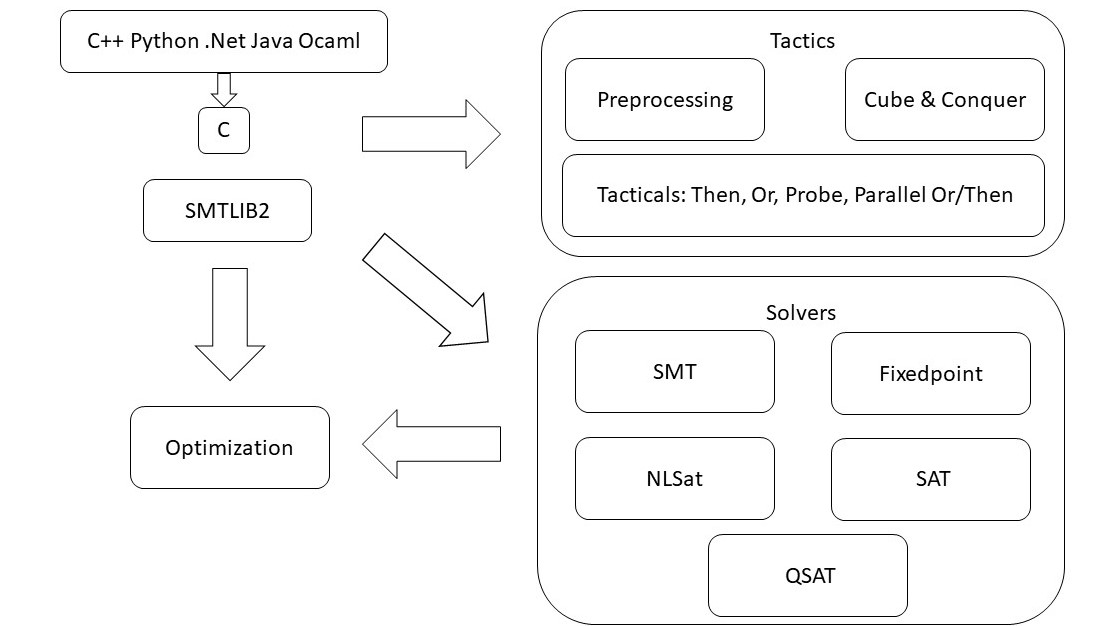 C++ Python .Net Java Ocaml
C
SMTLIB2
Optimization
Tactics
Preprocessing
Cube & Conquer
Tacticals: Then, Or, Probe, Parallel Or/Then
Solvers
SMT
Fixedpoint
NLSat
SAT
QSAT